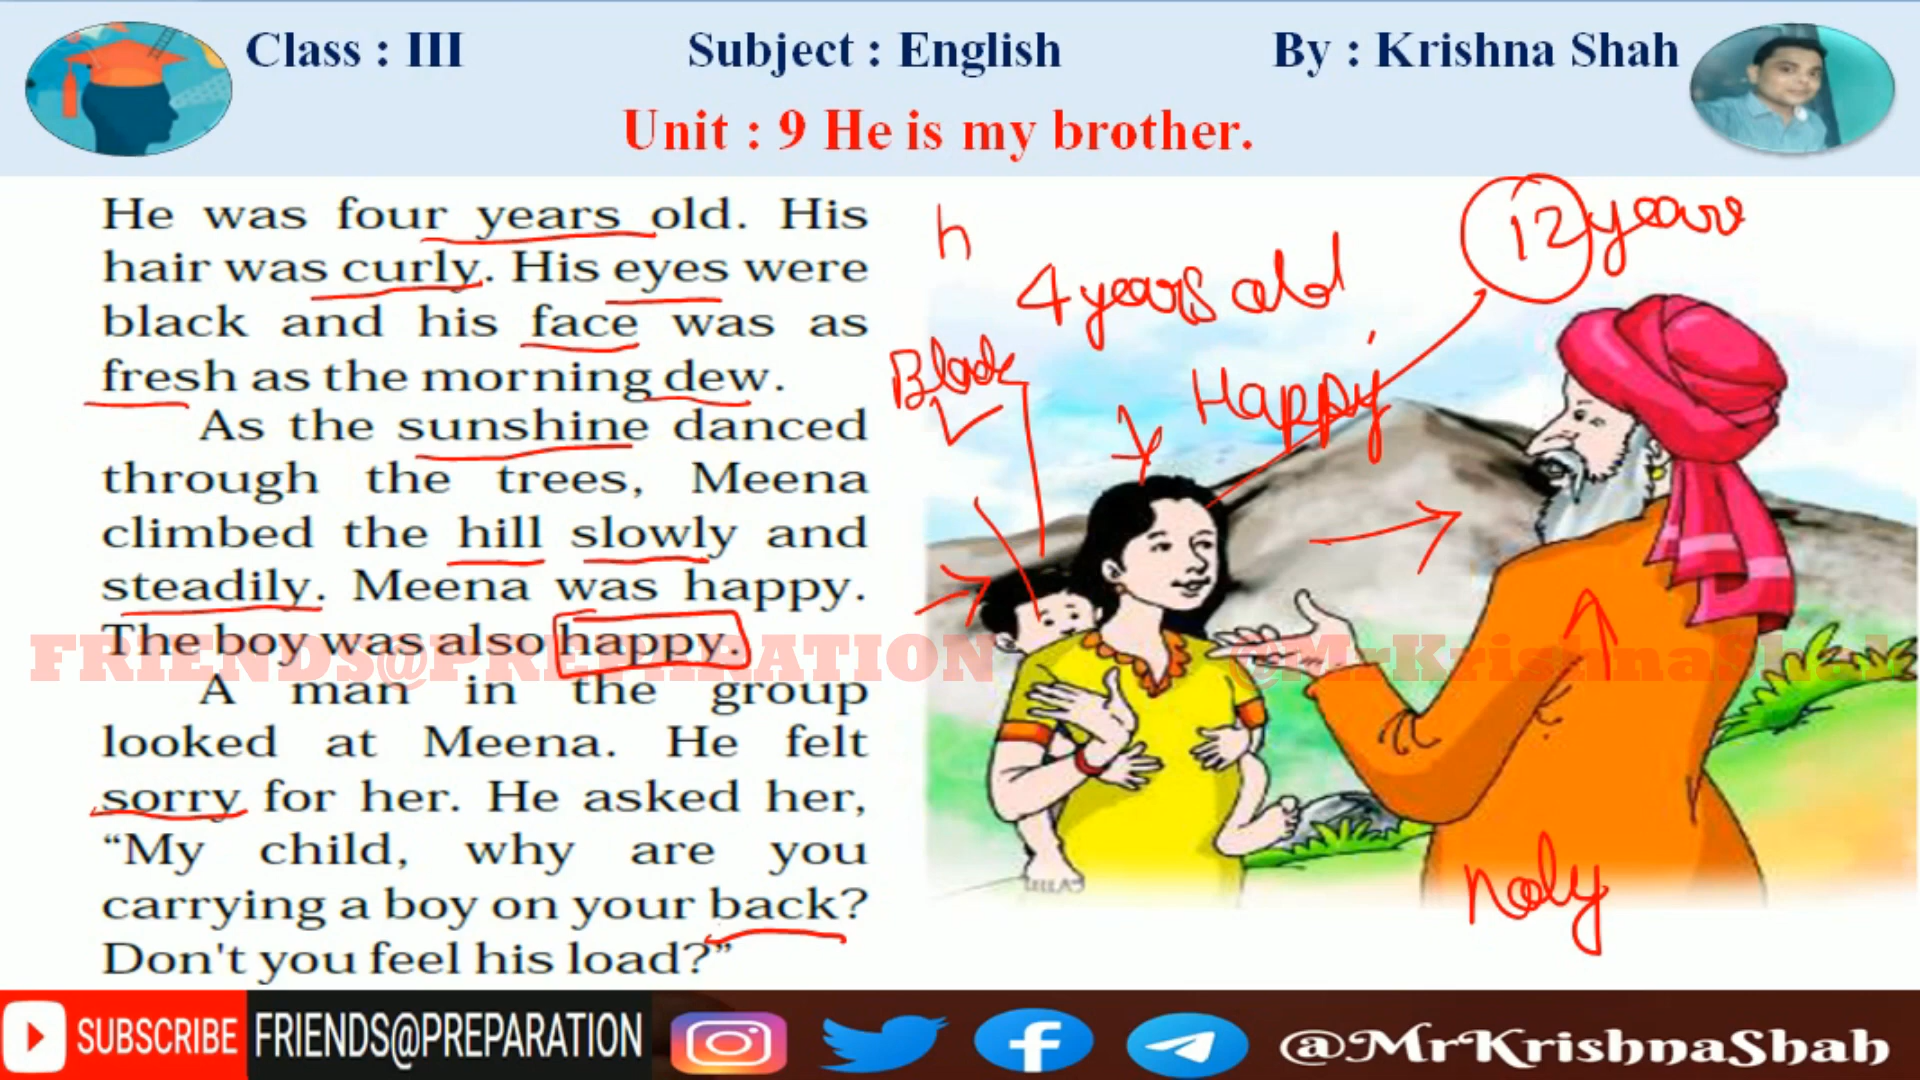 Class : III Subject : English By : Krishna Shah
Unit : 9 He is my brother.
He was four years old. His
hair was curly. His eyes were
black and his face was as
fresh as the morning dew.
As the sunshine danced
through the trees, Meena
climbed the hill slowly and
steadily. Meena was happy.
The boy was also happy.
A man in the group
looked at Meena. He felt
sorry for her. He asked her,
“My child, why are you
carrying a boy on your back?
Don't you feel his load?”
h
12 years
4 years old
Black
Happy
FRIENDS@PREPARATION @MrKrishnaShah
SUBSCRIBE FRIENDS@PREPARATION @MrKrishnaShah